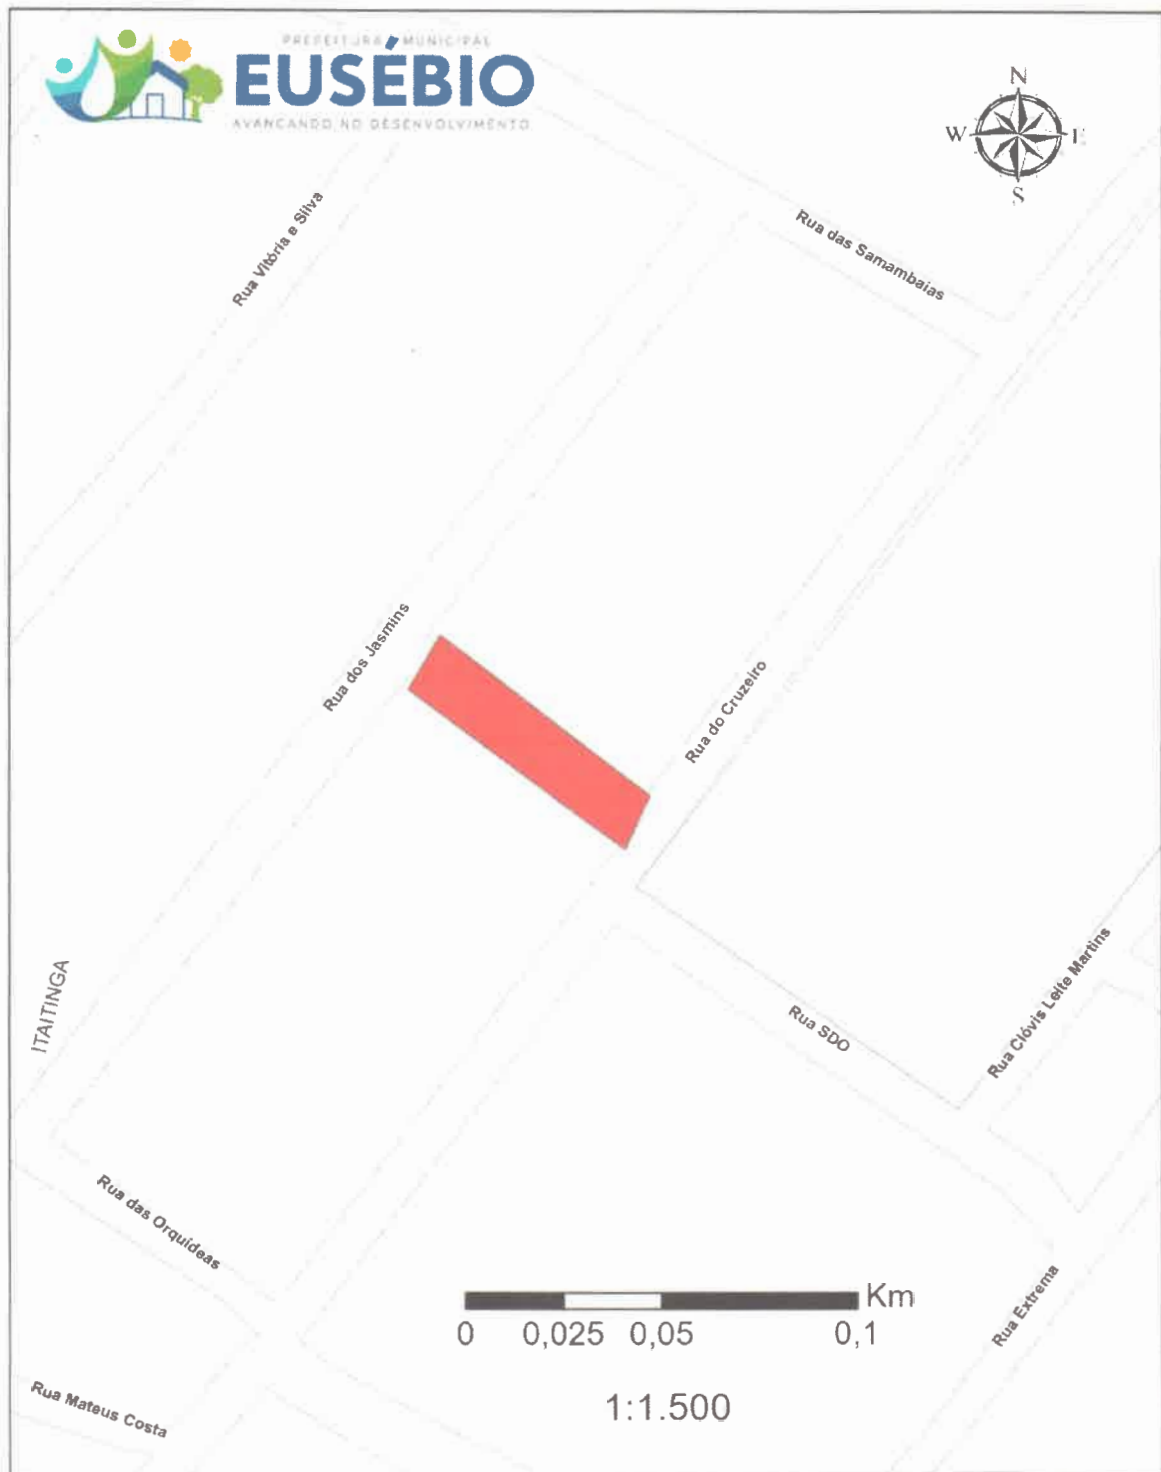 PREFEITURA MUNICIPAL
EUSÉBIO
AVANÇANDO NO DESENVOLVIMENTO
N
W
E
S
Rua Vitória e Silva
Rua das Samambaias
Rua dos Jasmins
Rua do Cruzeiro
ITAITINGA
Rua SDO
Rua Clóvis Leite Martins
Rua das Orquídeas
Rua Extrema
Rua Mateus Costa
Km
0 0,025 0,05 0,1
1:1.500